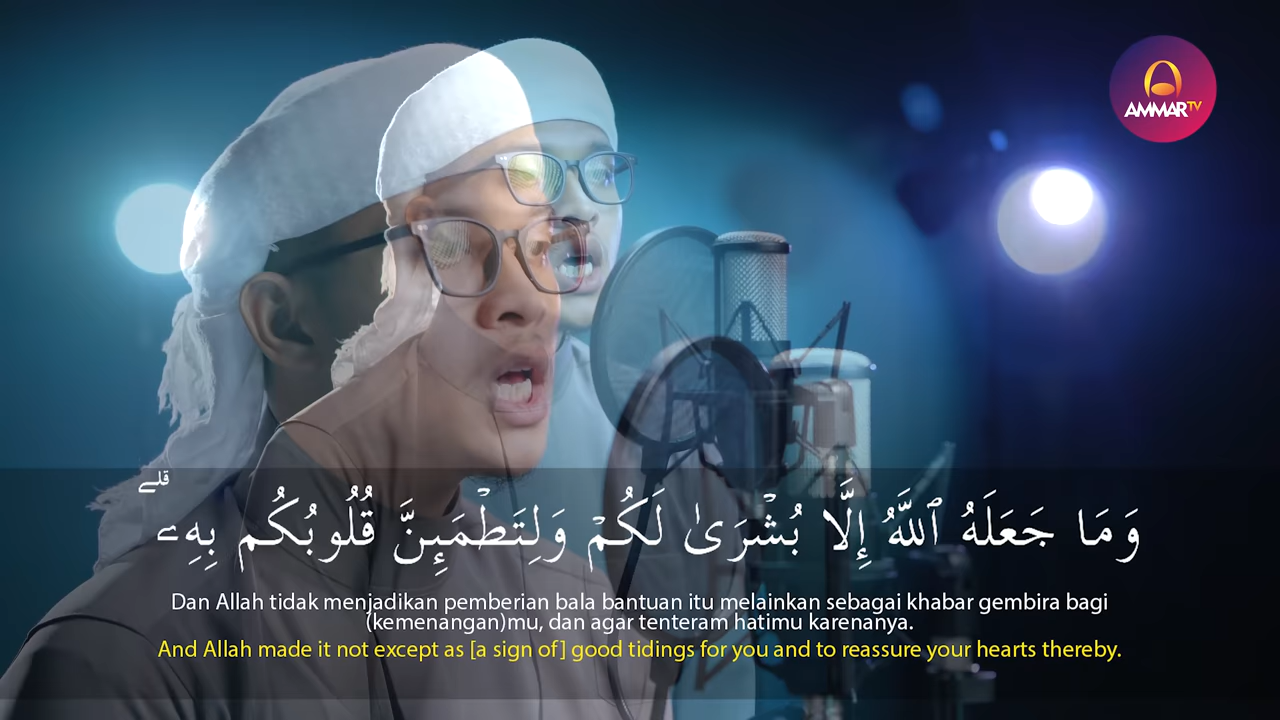 AMMAR TV
وَمَا جَعَلَهُ ٱللَّهُ إِلَّا بُشْرَىٰ لَكُمْ وَلِتَطْمَئِنَّ قُلُوبُكُم بِهِۦ ۗ
Dan Allah tidak menjadikan pemberian bala bantuan itu melainkan sebagai khabar gembira bagi
(kemenangan)mu, dan agar tenteram hatimu karenanya.
And Allah made it not except as [a sign of] good tidings for you and to reassure your hearts thereby.